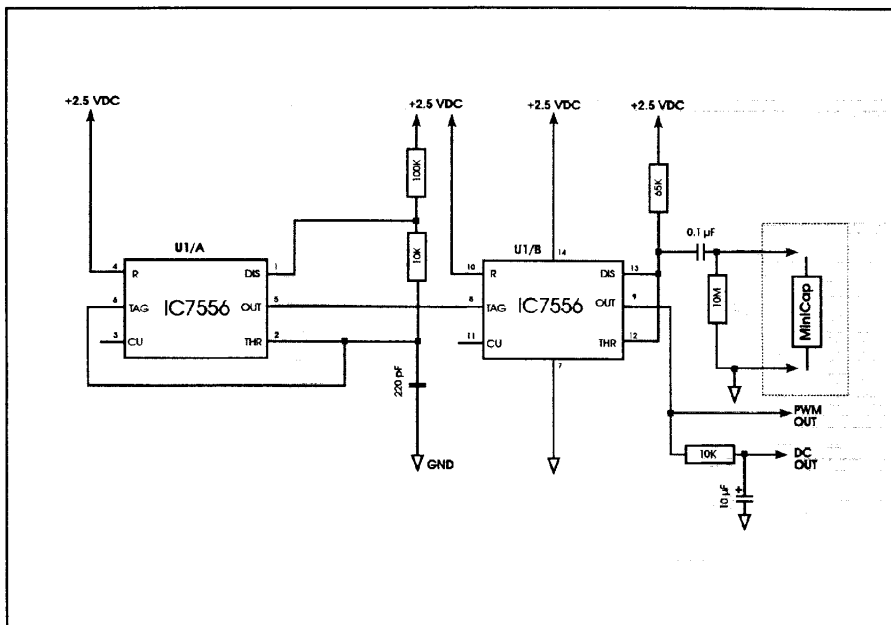 +2.5 VDC
+2.5 VDC
+2.5 VDC
+2.5 VDC
100K
65K
0.1 µF
U1/A
U1/B
10K
14
4
R
DIS
1
10
R
DIS
13
6
TAG
IC7556
OUT
5
8
TAG
IC7556
OUT
9
3
CU
THR
2
11
CU
THR
12
10M
MiniCap
7
220 pF
PWM
OUT
GND
10K
DC
OUT
10 µF
+